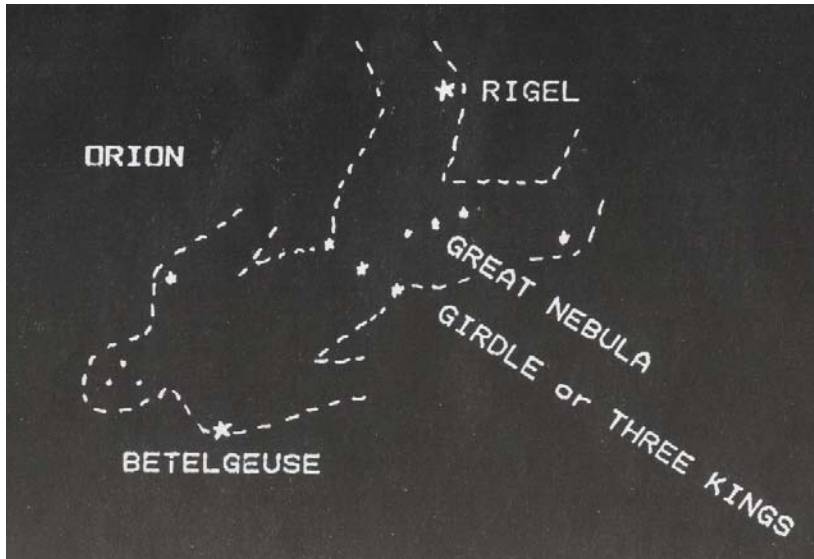 RIGEL
ORION
GREAT NEBULA
GIRDLE or THREE KINGS
BETELGEUSE